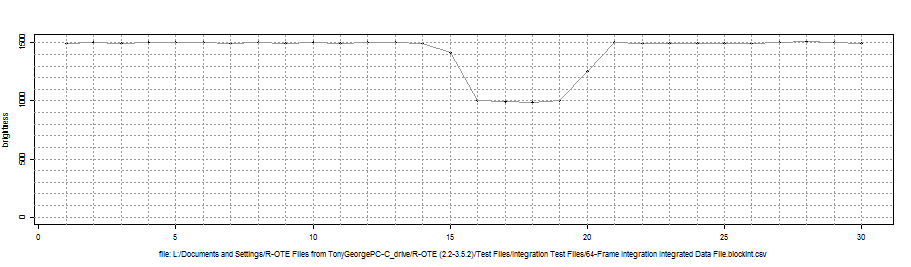 1500
1000
500
0
brightness
0 5 10 15 20 25 30
file: L:/Documents and Settings/R-OTE Files from TonyGeorgePC-C_drive/R-OTE (2.2-3.5.2)/Test Files/Integration Test Files/64-Frame Integration Integrated Data File.blockint.csv